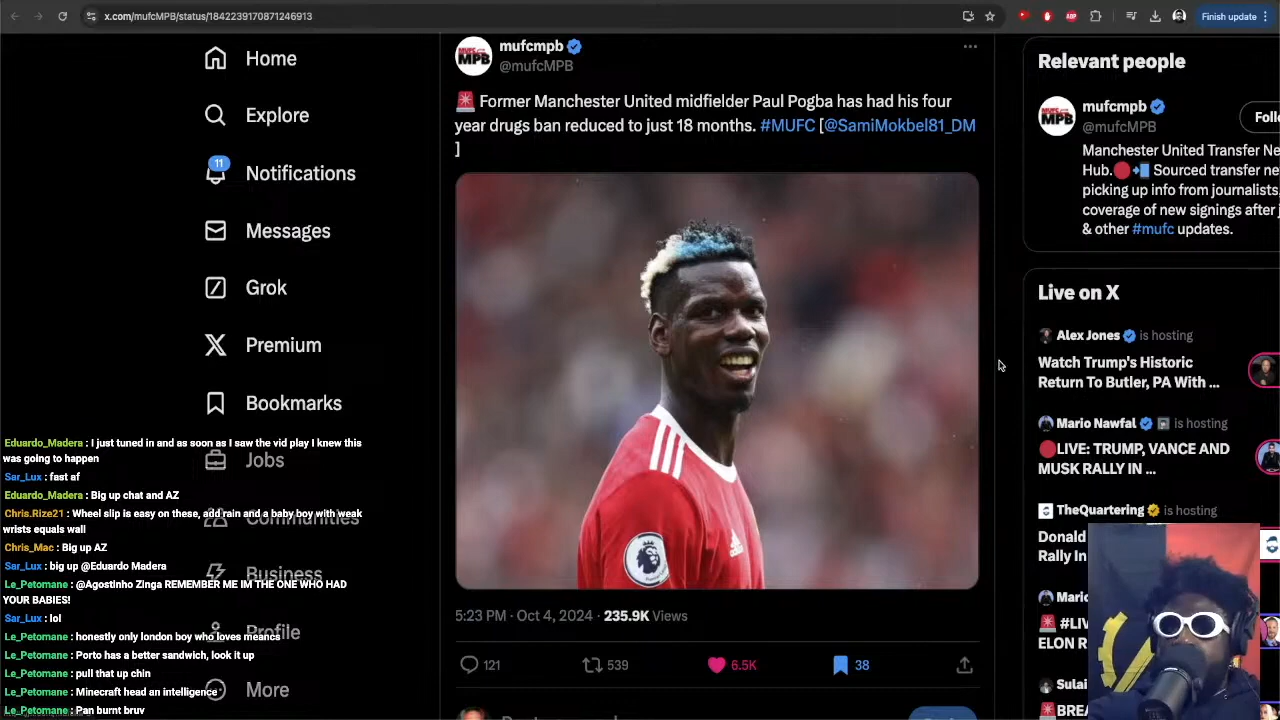 x.com/mufcMPB/status/1842239170871246913
Finish update
Home
Explore
11
Notifications
Messages
Grok
Premium
Bookmarks
Jobs
Communities
Business
Profile
More
mufcmpb
@mufcMPB
Former Manchester United midfielder Paul Pogba has had his four
year drugs ban reduced to just 18 months. #MUFC [@SamiMokbel81_DM
]
5:23 PM · Oct 4, 2024 · 235.9K Views
121
539
6.5K
38
Relevant people
mufcmpb
@mufcMPB
Manchester United Transfer Ne
Hub. Sourced transfer ne
picking up info from journalists,
coverage of new signings after
& other #mufc updates.
Live on X
Alex Jones is hosting
Watch Trump's Historic
Return To Butler, PA With ...
Mario Nawfal is hosting
LIVE: TRUMP, VANCE AND
MUSK RALLY IN ...
TheQuartering is hosting
Donald
Rally In
Mario
#LIV
ELON R
Sulai
BREA
Eduardo_Madera : I just tuned in and as soon as I saw the vid play I knew this
was going to happen
Sar_Lux : fast af
Eduardo_Madera : Big up chat and AZ
Chris.Rize21 : Wheel slip is easy on these, add rain and a baby boy with weak
wrists equals wall
Chris_Mac : Big up AZ
Sar_Lux : big up @Eduardo Madera
Le_Petomane : @Agostinho Zinga REMEMBER ME IM THE ONE WHO HAD
YOUR BABIES!
Sar_Lux : lol
Le_Petomane : honestly only london boy who loves means
Le_Petomane : Porto has a better sandwich, look it up
Le_Petomane : pull that up chin
Le_Petomane : Minecraft head an intelligence
Le_Petomane : Pan burnt bruv